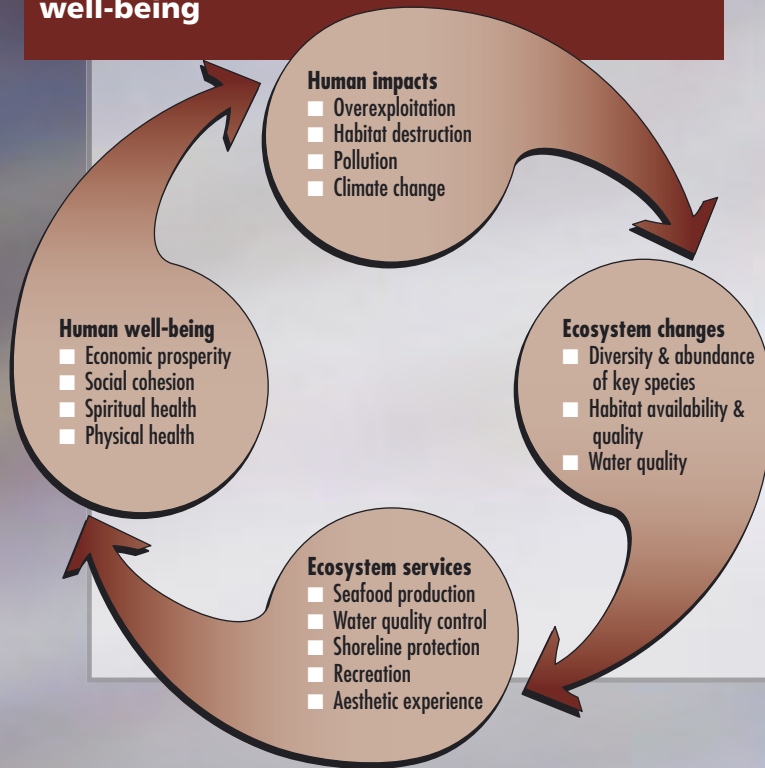 well-being
Human impacts
Overexploitation
Habitat destruction
Pollution
Climate change
Human well-being
Economic prosperity
Social cohesion
Spiritual health
Physical health
Ecosystem changes
Diversity & abundance
of key species
Habitat availability &
quality
Water quality
Ecosystem services
Seafood production
Water quality control
Shoreline protection
Recreation
Aesthetic experience